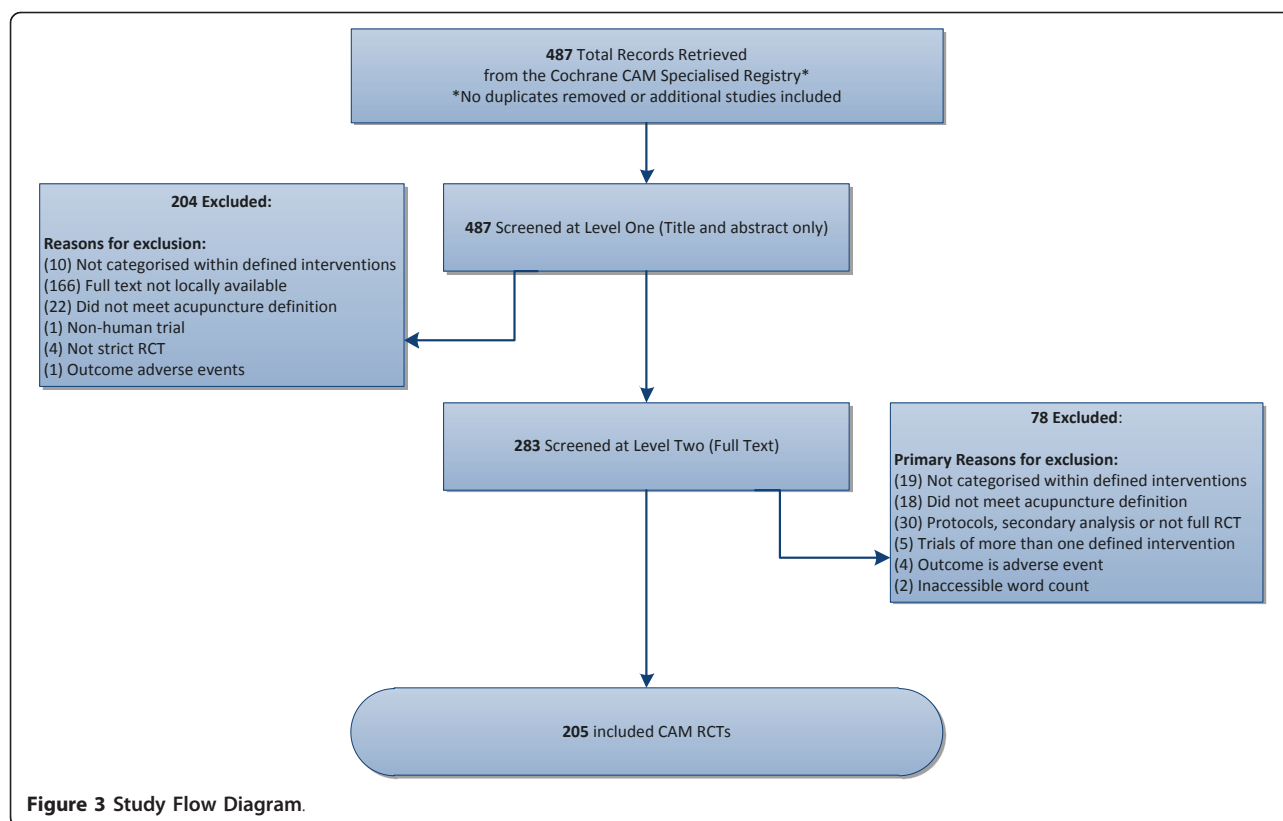 487 Total Records Retrieved
from the Cochrane CAM Specialised Registry*
*No duplicates removed or additional studies included
204 Excluded:
Reasons for exclusion:
(10) Not categorised within defined interventions
(166) Full text not locally available
(22) Did not meet acupuncture definition
(1) Non-human trial
(4) Not strict RCT
(1) Outcome adverse events
487 Screened at Level One (Title and abstract only)
283 Screened at Level Two (Full Text)
78 Excluded:
Primary Reasons for exclusion:
(19) Not categorised within defined interventions
(18) Did not meet acupuncture definition
(30) Protocols, secondary analysis or not full RCT
(5) Trials of more than one defined intervention
(4) Outcome is adverse event
(2) Inaccessible word count
205 included CAM RCTs
Figure 3 Study Flow Diagram.